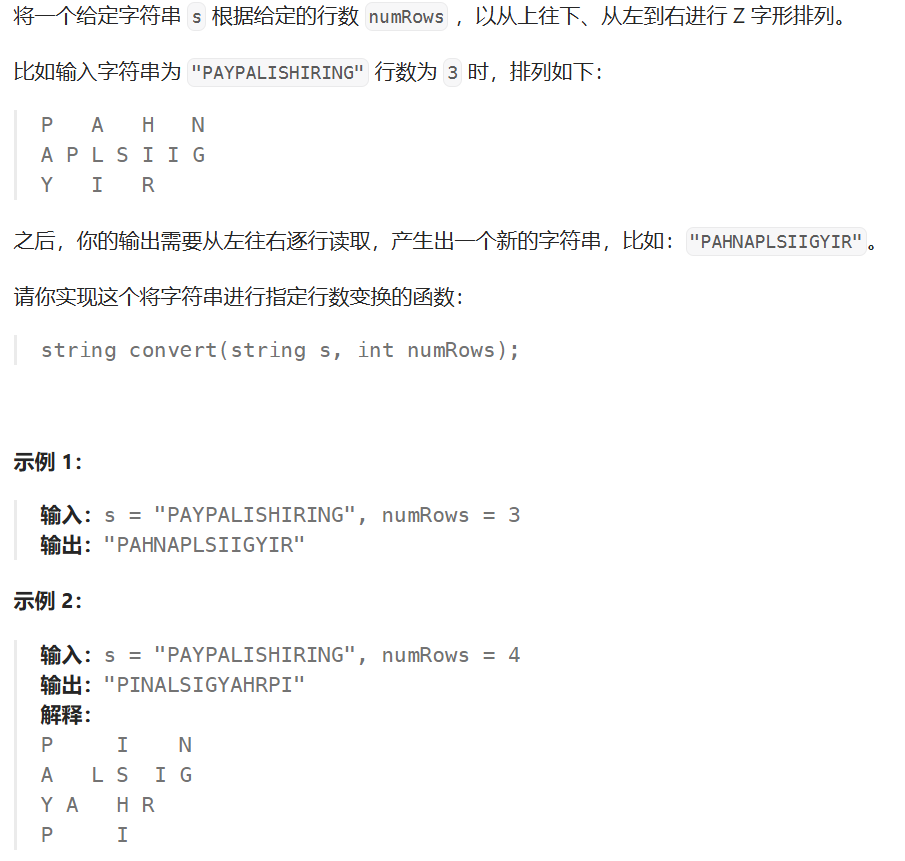 将一个给定字符串 s 根据给定的行数 numRows ，以从上往下、从左到右进行 Z 字形排列。
比如输入字符串为 "PAYPALISHIRING" 行数为 3 时，排列如下：
P   A   H   N
A P L S I I G
Y   I   R
之后，你的输出需要从左往右逐行读取，产生出一个新的字符串，比如："PAHNAPLSIIGYIR"。
请你实现这个将字符串进行指定行数变换的函数：
string convert(string s, int numRows);
示例 1：
输入：s = "PAYPALISHIRING", numRows = 3
输出："PAHNAPLSIIGYIR"
示例 2：
输入：s = "PAYPALISHIRING", numRows = 4
输出："PINALSIGYAHRPI"
解释：
P     I    N
A   L S  I G
Y A   H R
P     I